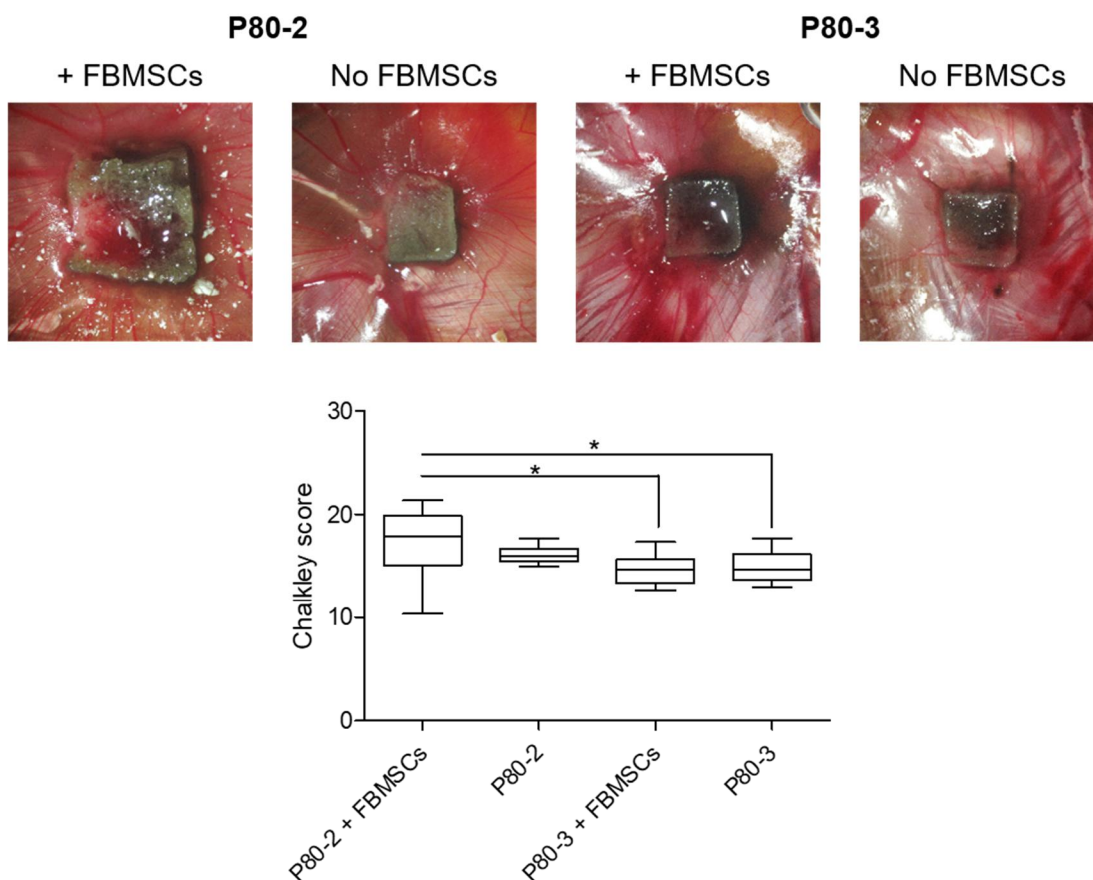 P80-2
P80-3
+ FBMSCs
No FBMSCs
+ FBMSCs
No FBMSCs
30
20
10
0
Chalkley score
*
*
P80-2 + FBMSCs
P80-2
P80-3 + FBMSCs
P80-3